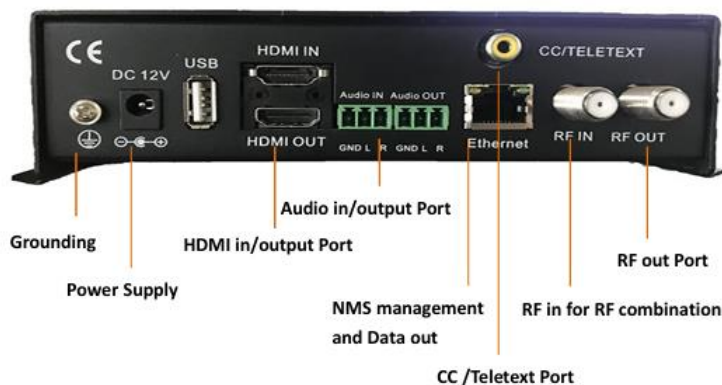 CE
DC 12V
USB
HDMI IN
HDMI OUT
Audio IN Audio OUT
GND L R GND L R
CC/TELETEXT
Ethernet
RF IN
RF OUT
Grounding
Power Supply
HDMI in/output Port
Audio in/output Port
NMS management
and Data out
CC /Teletext Port
RF in for RF combination
RF out Port